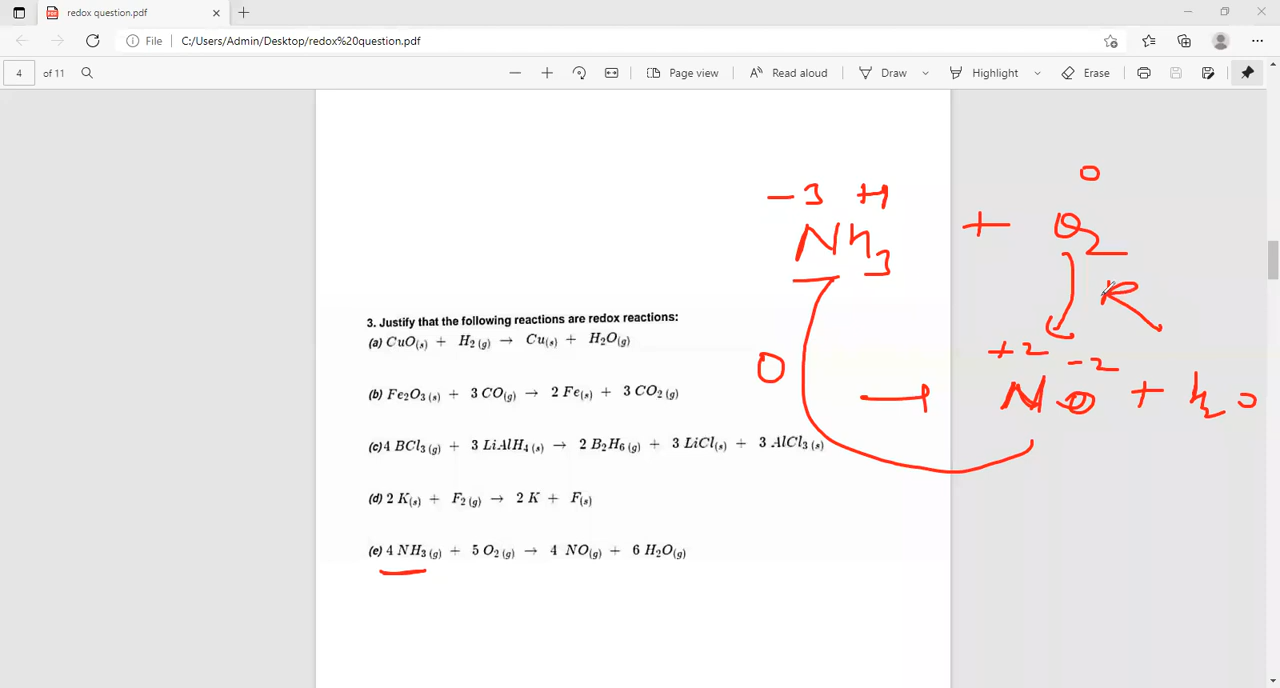 redox question.pdf
File C:/Users/Admin/Desktop/redox%20question.pdf
4 of 11 Page view Read aloud Draw Highlight Erase
0
-3 +1
NH3 + O2
R
3. Justify that the following reactions are redox reactions:
(a) CuO(s) + H2(g) → Cu(s) + H2O(g)
0
+2 -2
→ NO + H2O
(b) Fe2O3(s) + 3 CO(g) → 2 Fe(s) + 3 CO2(g)
(c)4 BCl3(g) + 3 LiAlH4(s) → 2 B2H6(g) + 3 LiCl(s) + 3 AlCl3(s)
(d) 2 K(s) + F2(g) → 2 K + F(s)
(e) 4 NH3(g) + 5 O2(g) → 4 NO(g) + 6 H2O(g)